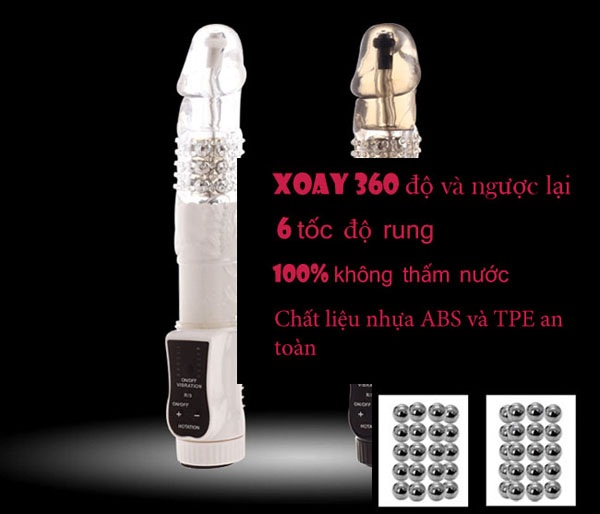 XOAY 360 độ và ngược lại
6 tốc độ rung
100% không thấm nước
Chất liệu nhựa ABS và TPE an
toàn
ON/OFF
VIBRATION
R/S
ON/OFF
+ −
ROTATION